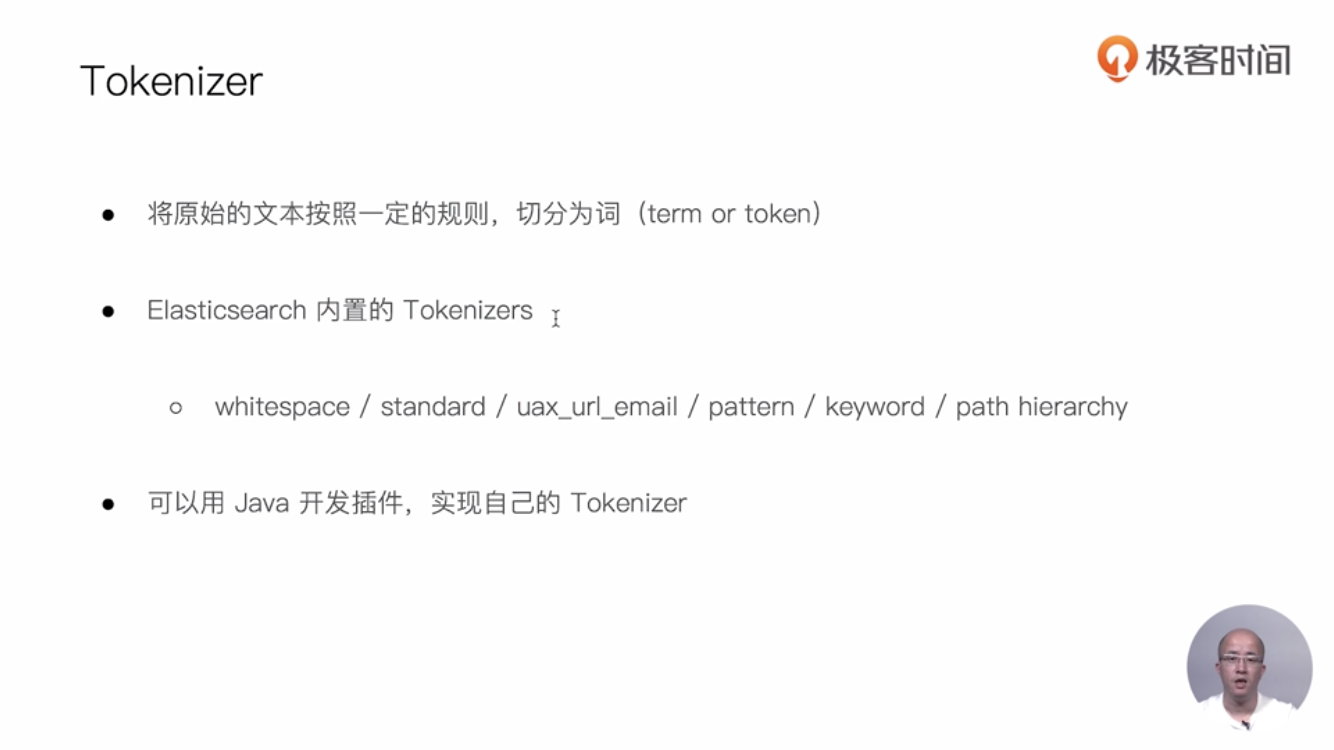 Tokenizer
极客时间
将原始的文本按照一定的规则，切分为词（term or token）
Elasticsearch 内置的 Tokenizers
whitespace / standard / uax_url_email / pattern / keyword / path hierarchy
可以用 Java 开发插件，实现自己的 Tokenizer